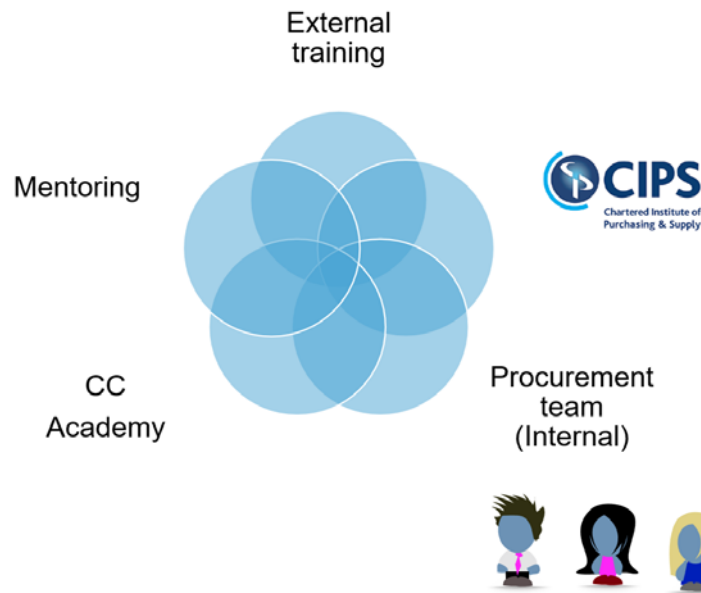 External
training
Mentoring
CIPS
Chartered Institute of
Purchasing & Supply
CC
Academy
Procurement
team
(Internal)